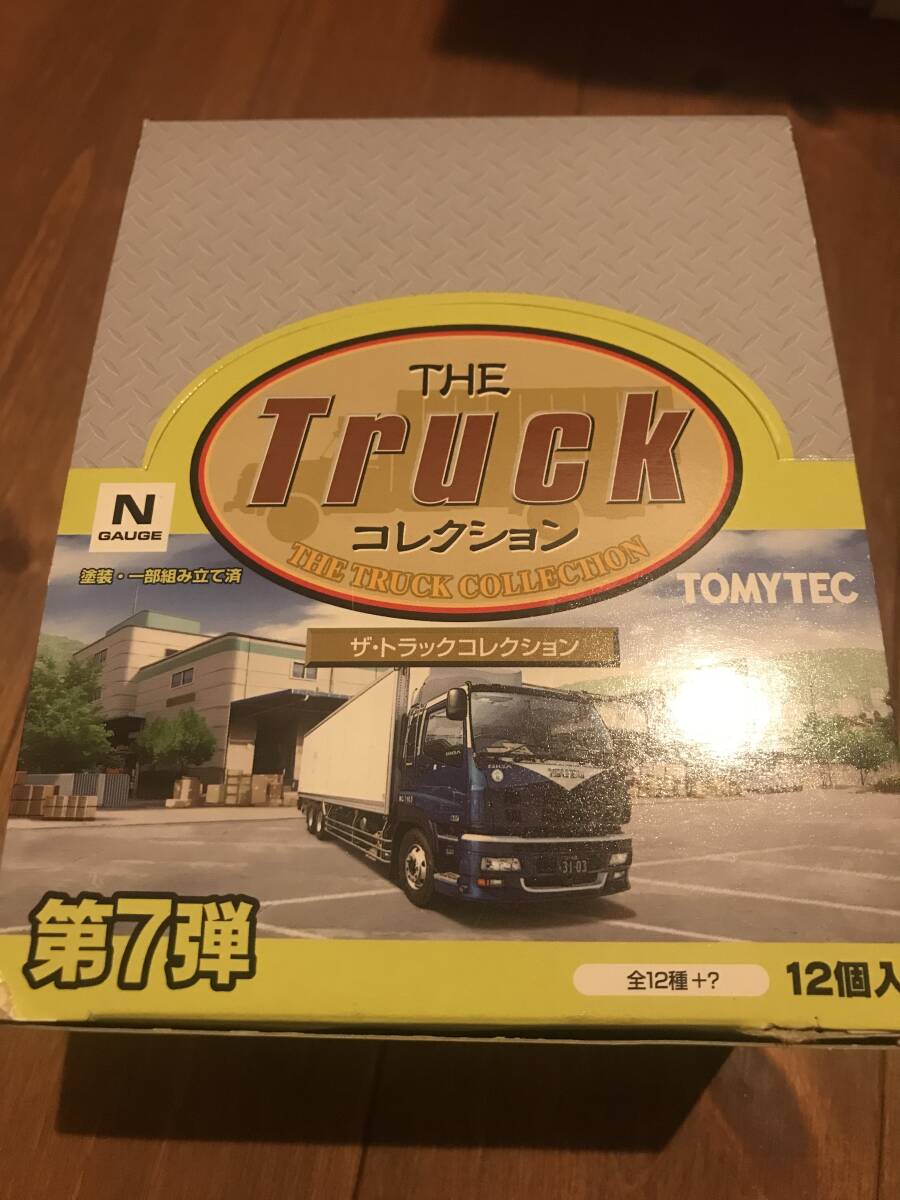 THE
Truck
コレクション
THE TRUCK COLLECTION
N
GAUGE
塗装・一部組み立て済
TOMYTEC
ザ・トラックコレクション
3103
第7弾
全12種+?
12個入